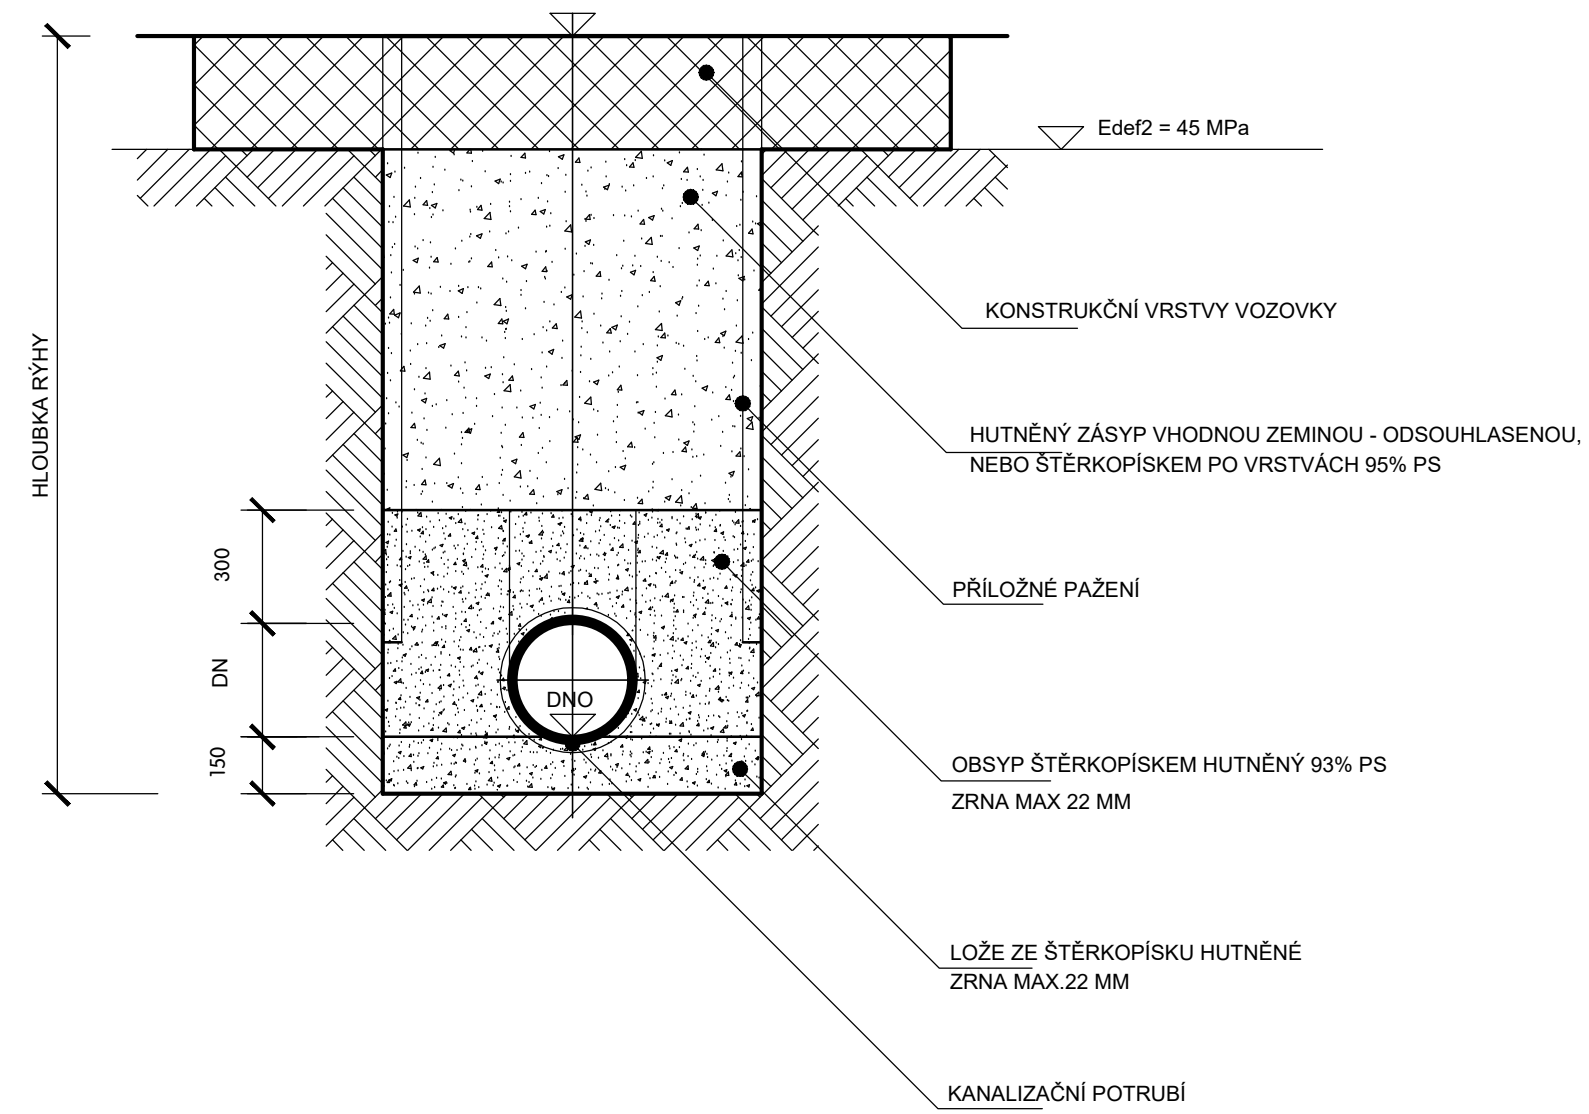 Edef2 = 45 MPa
KONSTRUKČNÍ VRSTVY VOZOVKY
HLOUBKA RÝHY
HUTNĚNÝ ZÁSYP VHODNOU ZEMINOU - ODSOUHLASENOU,
NEBO ŠTĚRKOPÍSKEM PO VRSTVÁCH 95% PS
300
PŘÍLOŽNÉ PAŽENÍ
DN
DNO
150
OBSYP ŠTĚRKOPÍSKEM HUTNĚNÝ 93% PS
ZRNA MAX 22 MM
LOŽE ZE ŠTĚRKOPÍSKU HUTNĚNÉ
ZRNA MAX.22 MM
KANALIZAČNÍ POTRUBÍ